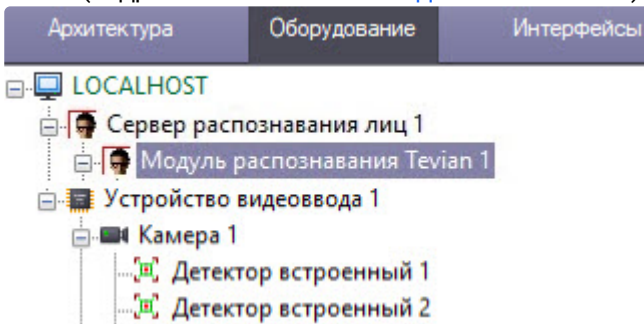 Архитектура Оборудование Интерфейсы
LOCALHOST
Сервер распознавания лиц 1
Модуль распознавания Tevian 1
Устройство видеоввода 1
Камера 1
Детектор встроенный 1
Детектор встроенный 2